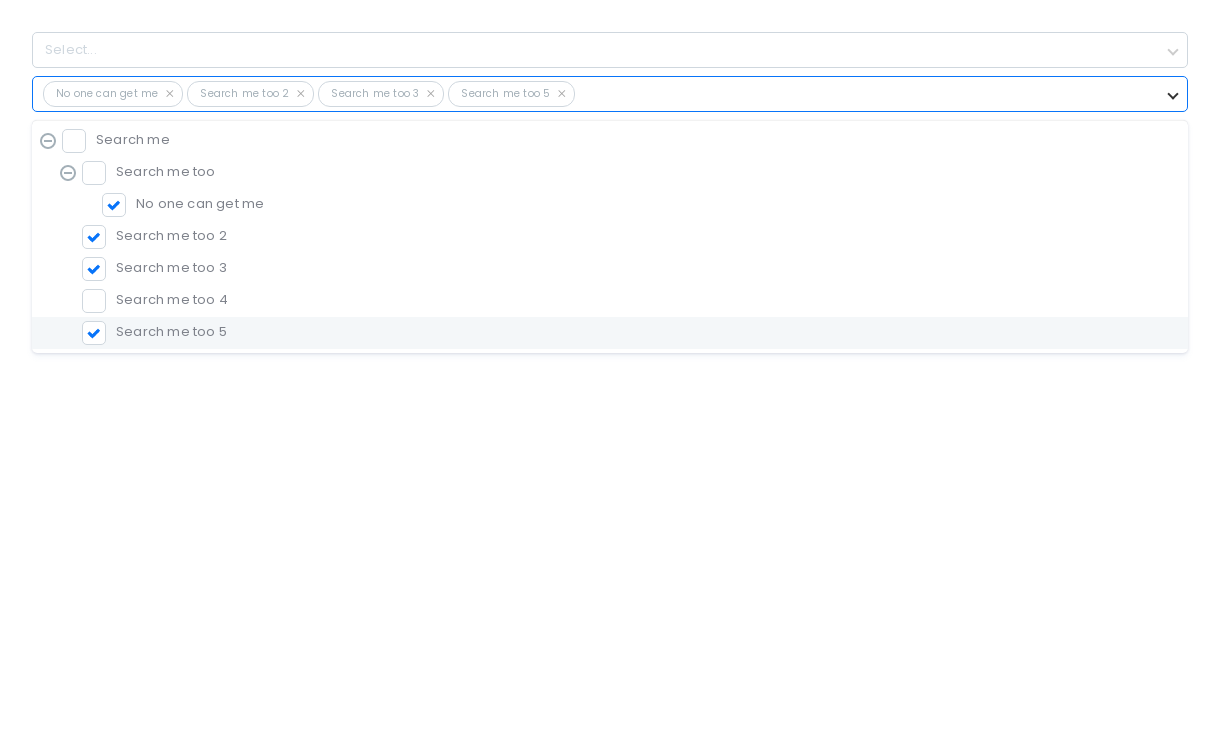 Select...
No one can get me × Search me too 2 × Search me too 3 × Search me too 5 ×
Search me
Search me too
No one can get me
Search me too 2
Search me too 3
Search me too 4
Search me too 5